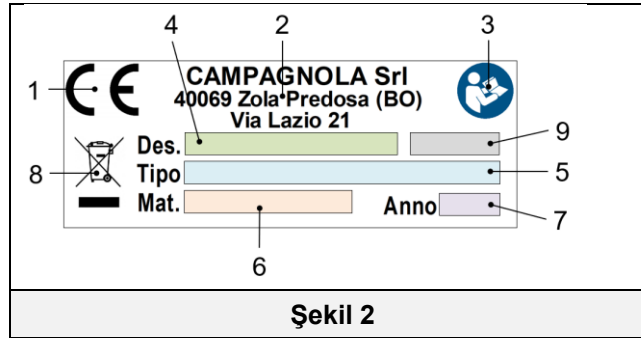 4 2 3
1 CE CAMPAGNOLA Srl
40069 Zola Predosa (BO)
Via Lazio 21
9
8 Des.
Tipo 5
Mat. Anno 7
6
Şekil 2